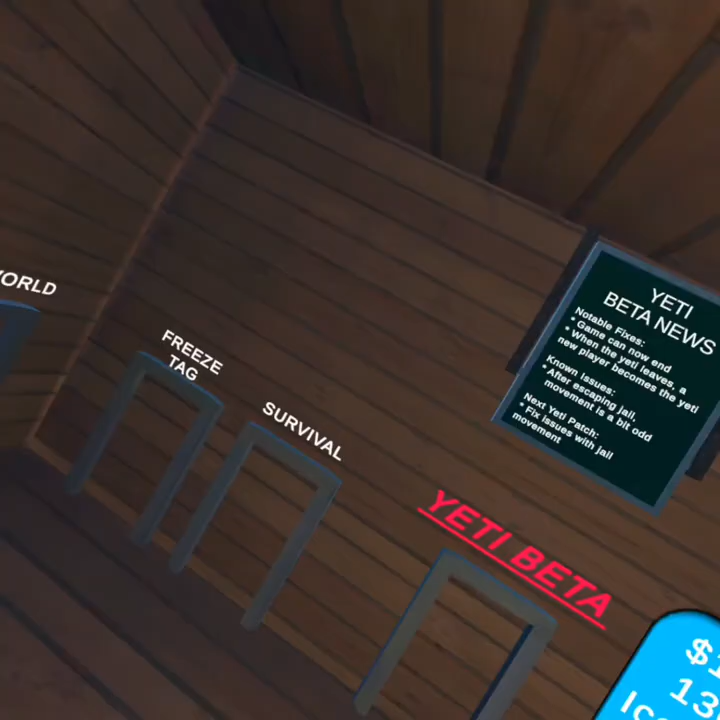 FREEZE
TAG
SURVIVAL
YETI BETA
YETI
BETA NEWS
Notable Fixes:
• Game can now end
• When the yeti leaves, a
new player becomes the yeti
Known Issues:
• After escaping jail,
movement is a bit odd
Next Yeti Patch:
• Fix issues with jail
movement